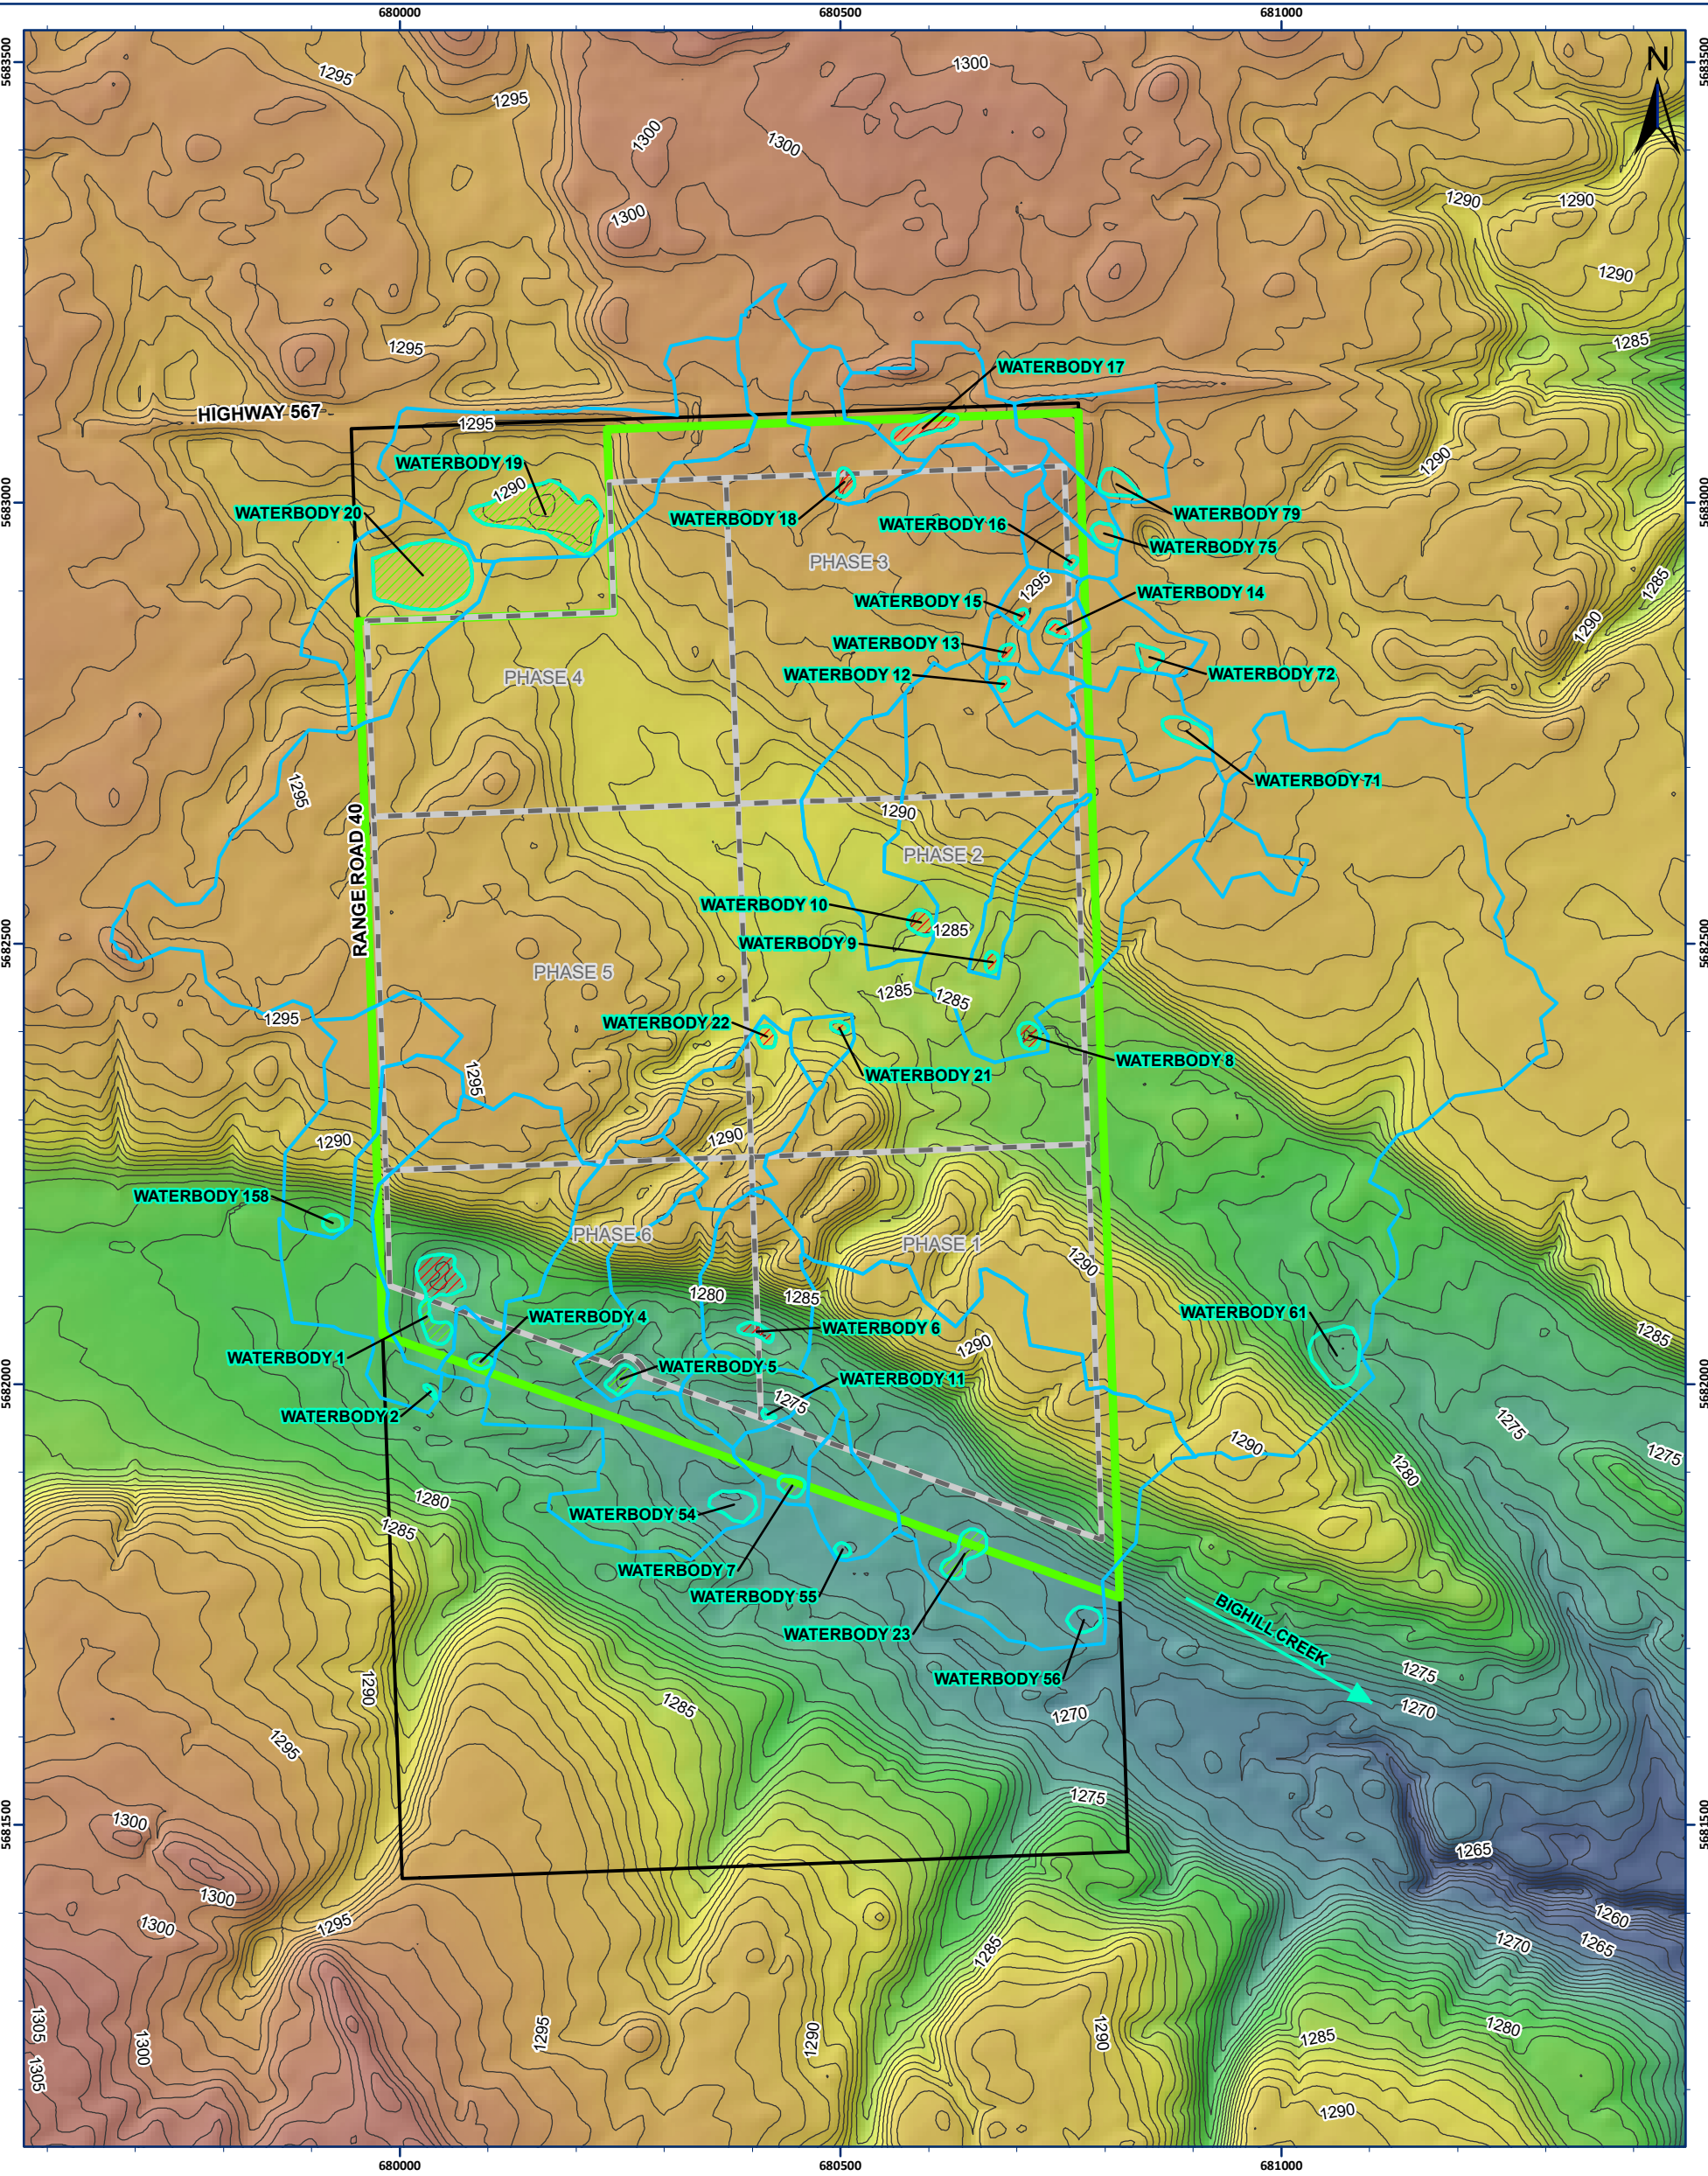 680000
680500
681000
5683500
5683500
N
1295
1300
1295
1300
1300
1290
1290
1300
1290
1285
1295
WATERBODY 17
HIGHWAY 567
1295
WATERBODY 19
1290
1290
5683000
WATERBODY 20
WATERBODY 18
WATERBODY 16
WATERBODY 79
5683000
WATERBODY 75
PHASE 3
1295
1285
WATERBODY 14
WATERBODY 15
1290
WATERBODY 13
WATERBODY 12
WATERBODY 72
PHASE 4
1295
WATERBODY 71
1290
RANGE ROAD 40
PHASE 2
WATERBODY 10
1285
5682500
WATERBODY 9
5682500
PHASE 5
1285
1285
1295
WATERBODY 22
WATERBODY 8
WATERBODY 21
1295
1290
1290
WATERBODY 158
PHASE 6
PHASE 1
1290
1280
1285
WATERBODY 61
WATERBODY 4
WATERBODY 6
1285
1290
WATERBODY 1
WATERBODY 5
5682000
WATERBODY 11
5682000
1275
WATERBODY 2
1275
1290
1275
1280
1280
WATERBODY 54
1285
WATERBODY 7
WATERBODY 55
WATERBODY 23
BIGHILL CREEK
WATERBODY 56
1290
1275
1285
1270
1270
1295
1275
5681500
1300
5681500
1265
1300
1300
1295
1260
1285
1270
1265
1305
1300
1295
1290
1290
1285
1280
1305
1290
680000
680500
681000